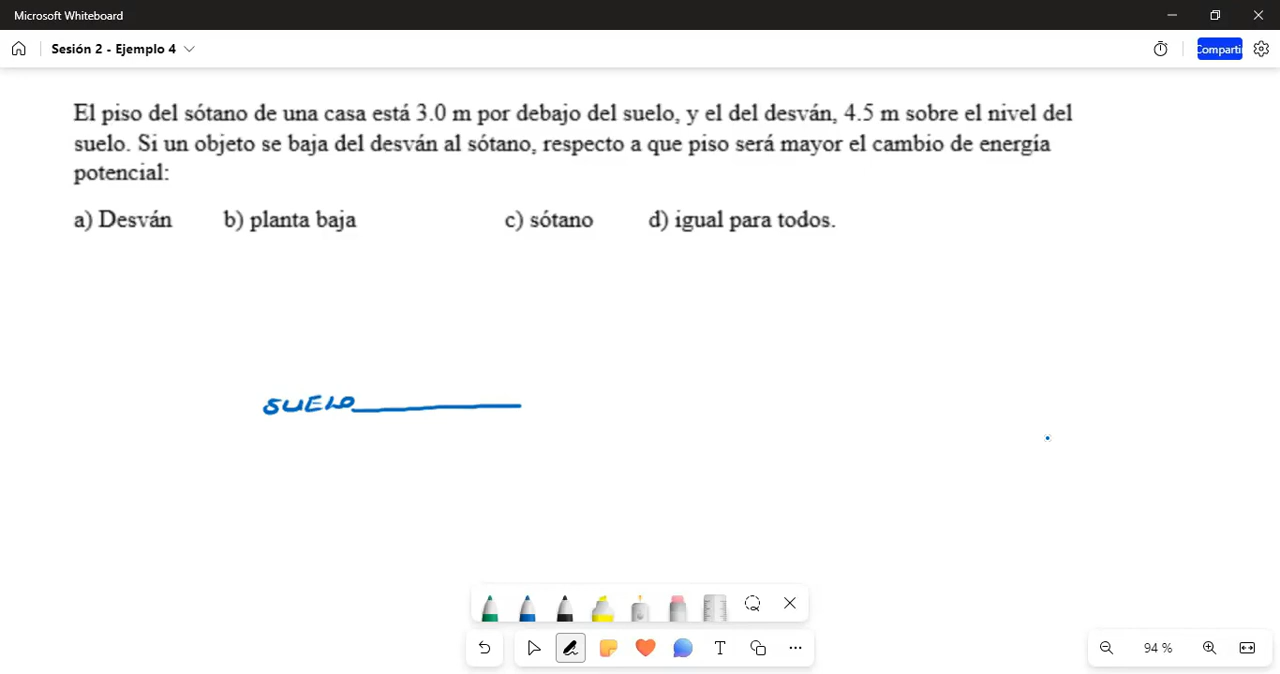 Microsoft Whiteboard
Sesión 2 - Ejemplo 4
Comparti
El piso del sótano de una casa está 3.0 m por debajo del suelo, y el del desván, 4.5 m sobre el nivel del
suelo. Si un objeto se baja del desván al sótano, respecto a que piso será mayor el cambio de energía
potencial:
a) Desván b) planta baja c) sótano d) igual para todos.
SUELO
94 %